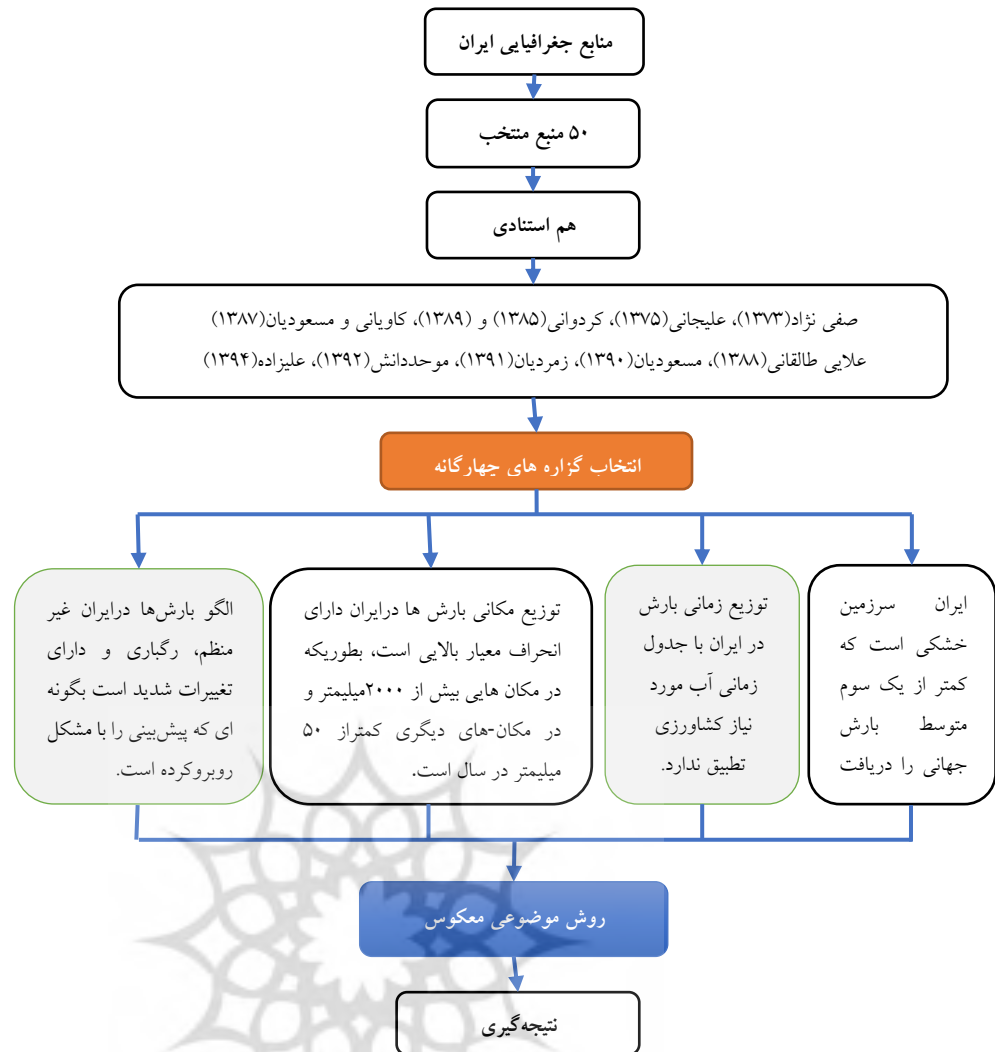 منابع جغرافیایی ایران
۵۰ منبع منتخب
هم استنادی
صفی نژاد(۱۳۷۳)، علیجانی(۱۳۷۵)، کردوانی(۱۳۸۵) و (۱۳۸۹)، کاویانی و مسعودیان(۱۳۸۷)
علایی طالقانی(۱۳۸۸)، مسعودیان(۱۳۹۰)، زمردیان(۱۳۹۱)، موحددانش(۱۳۹۲)، علیزاده(۱۳۹۴)
انتخاب گزاره های چهارگانه
ایران سرزمین
خشکی است که
کمتر از یک سوم
متوسط بارش
جهانی را دریافت
توزیع زمانی بارش
در ایران با جدول
زمانی آب مورد
نیاز کشاورزی
تطبیق ندارد.
توزیع مکانی بارش ها درایران دارای
انحراف معیار بالایی است، بطوریکه
در مکان هایی بیش از ۲۰۰۰میلیمتر و
در مکان-های دیگری کمتراز ۵۰
میلیمتر در سال است.
الگو بارش‌ها درایران غیر
منظم، رگباری و دارای
تغییرات شدید است بگونه
ای که پیش‌بینی را با مشکل
روبروکرده است.
روش موضوعی معکوس
نتیجه‌گیری